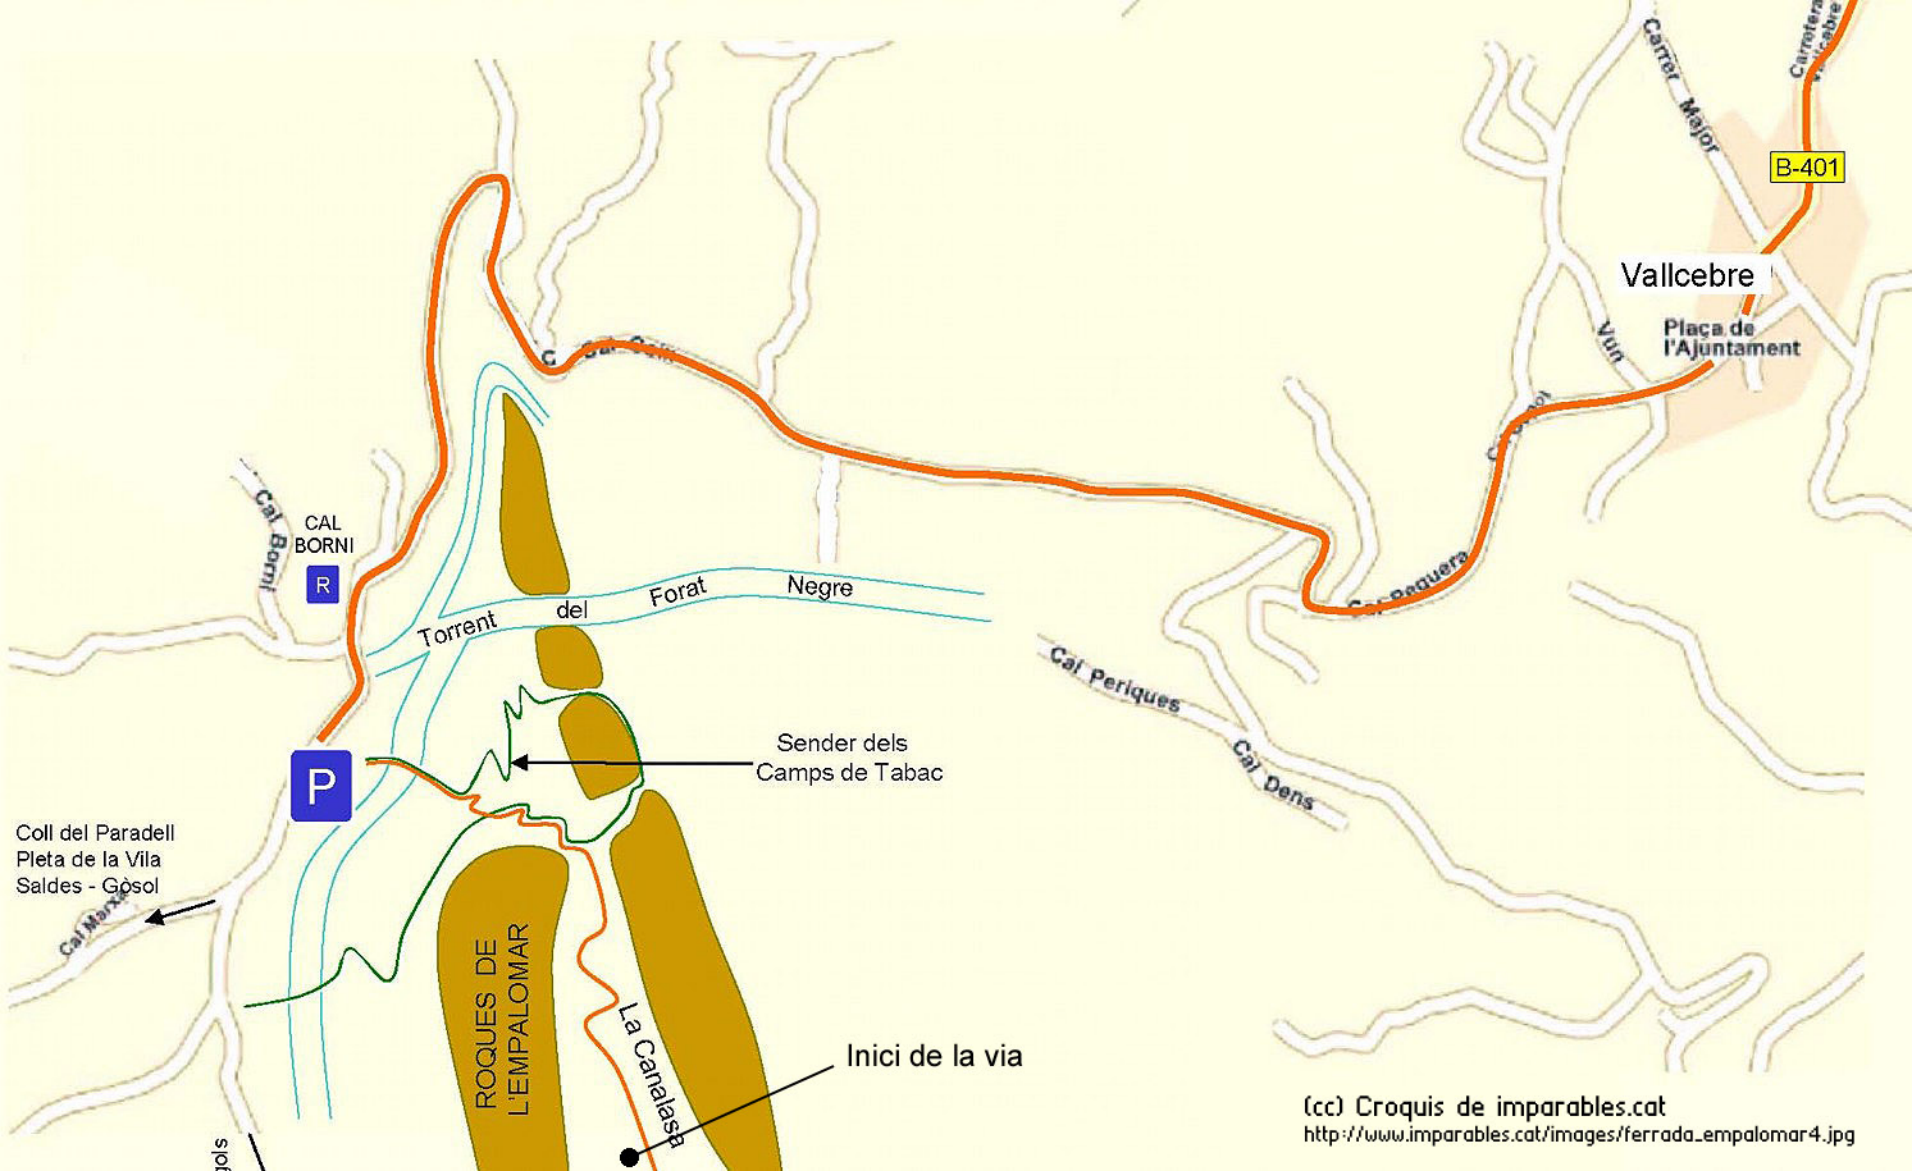 Carretera
Vallcebre
Carrer Major
B-401
Vallcebre
Plaça de
l'Ajuntament
Vun
Cal Peguera
CAL
BORNI
R
Cal Borni
Torrent del Forat Negre
Cal Periques
Cal Dens
Sender dels
Camps de Tabac
P
Coll del Paradell
Pleta de la Vila
Saldes - Gòsol
Cal Marxa
ROQUES DE
L'EMPALOMAR
La Canalasa
Inici de la via
(cc) Croquis de imparables.cat
http://www.imparables.cat/images/ferrada_empalomar4.jpg